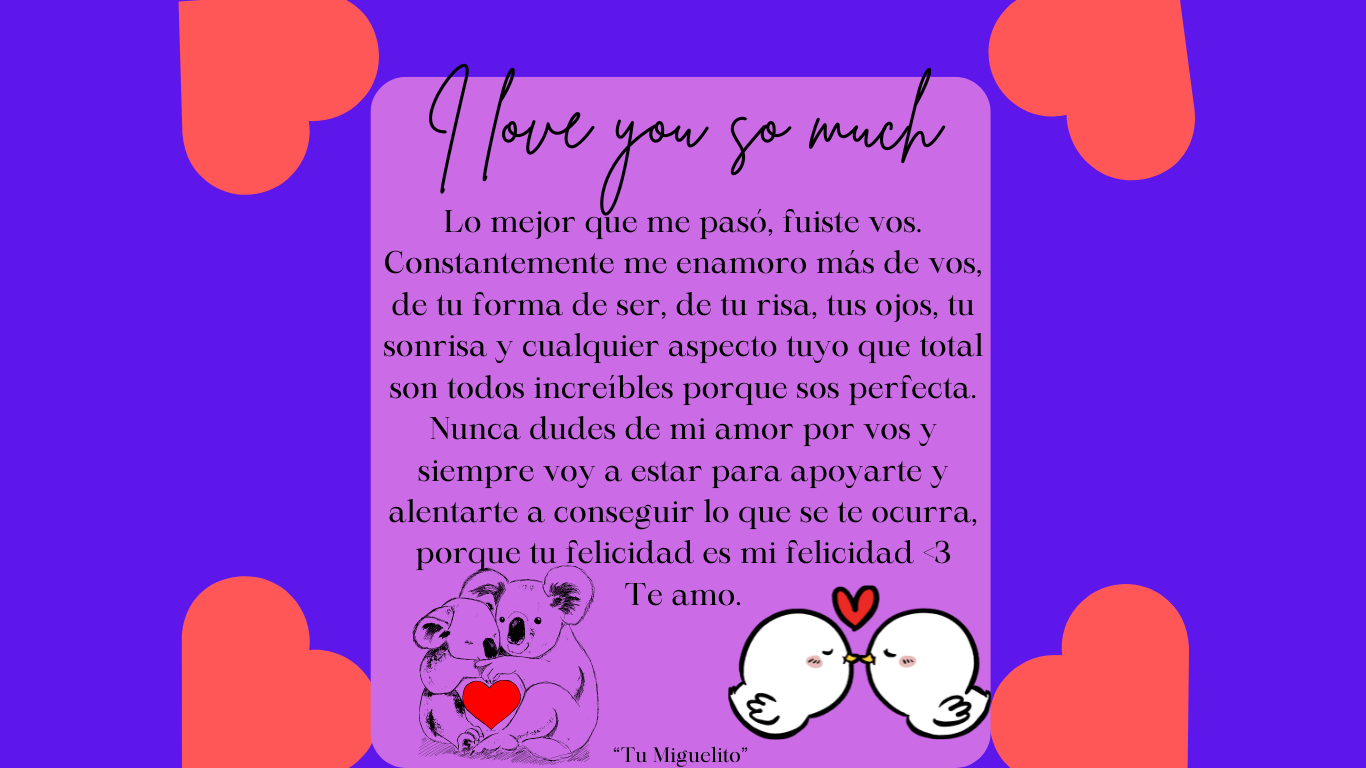 I love you so much
Lo mejor que me pasó, fuiste vos.
Constantemente me enamoro más de vos,
de tu forma de ser, de tu risa, tus ojos, tu
sonrisa y cualquier aspecto tuyo que total
son todos increíbles porque sos perfecta.
Nunca dudes de mi amor por vos y
siempre voy a estar para apoyarte y
alentarte a conseguir lo que se te ocurra,
porque tu felicidad es mi felicidad <3
Te amo.
“Tu Miguelito”